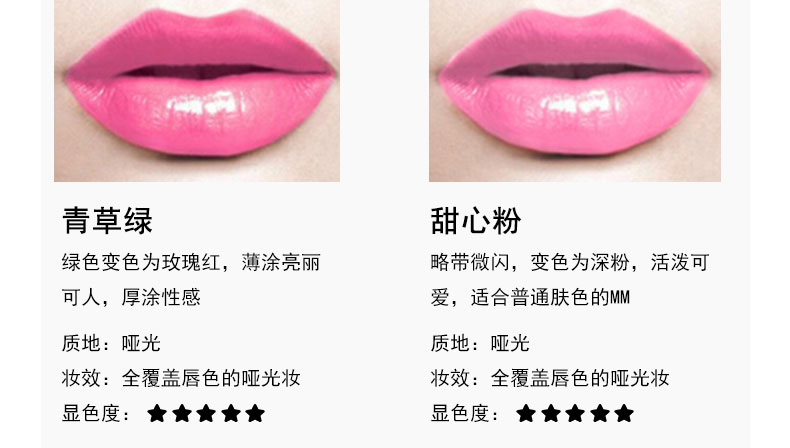 青草绿
绿色变色为玫瑰红，薄涂亮丽
可人，厚涂性感
质地：哑光
妆效：全覆盖唇色的哑光妆
显色度：★★★★★
甜心粉
略带微闪，变色为深粉，活泼可
爱，适合普通肤色的MM
质地：哑光
妆效：全覆盖唇色的哑光妆
显色度：★★★★★